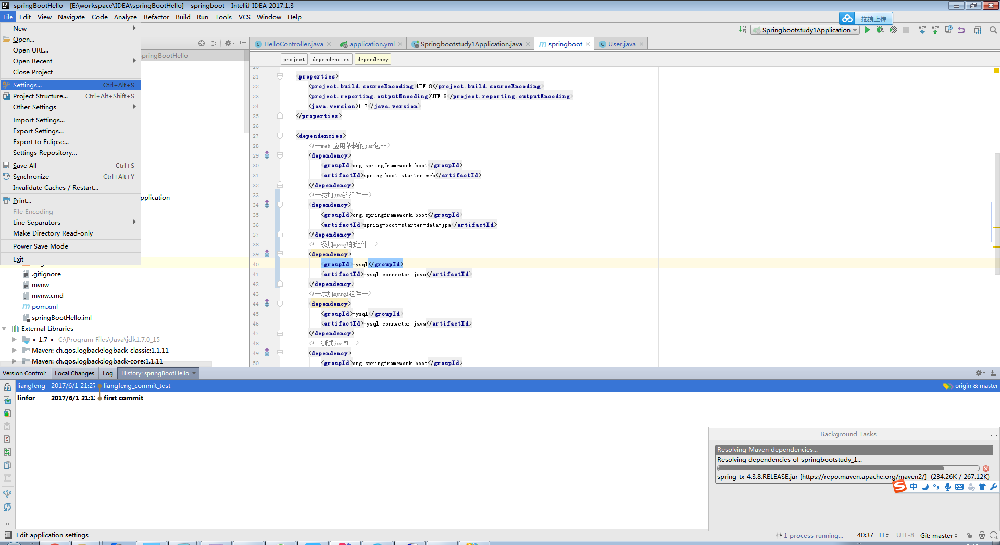 springBootHello - [E:\workspace\IDEA\springBootHello] - springboot - IntelliJ IDEA 2017.1.3
File Edit View Navigate Code Analyze Refactor Build Run Tools VCS Window Help
拖拽上传
Springbootstudy1Application
VCS VCS
New
Open...
Open URL...
Open Recent
Close Project
Settings... Ctrl+Alt+S
Project Structure... Ctrl+Alt+Shift+S
Other Settings
Import Settings...
Export Settings...
Export to Eclipse...
Settings Repository...
Save All Ctrl+S
Synchronize Ctrl+Alt+Y
Invalidate Caches / Restart...
Print...
File Encoding
Line Separators
Make Directory Read-only
Power Save Mode
Exit
pringBootHello
pplication
.gitignore
mvnw
mvnw.cmd
pom.xml
springBootHello.iml
External Libraries
< 1.7 > C:\Program Files\Java\jdk1.7.0_15
Maven: ch.qos.logback:logback-classic:1.1.11
Maven: ch.qos.logback:logback-core:1.1.11
HelloController.java application.yml Springbootstudy1Application.java springboot User.java
project dependencies dependency
20
21 <properties>
22 <project.build.sourceEncoding>UTF-8</project.build.sourceEncoding>
23 <project.reporting.outputEncoding>UTF-8</project.reporting.outputEncoding>
24 <java.version>1.7</java.version>
25 </properties>
26
27 <dependencies>
28 <!--web 应用依赖的jar包-->
29 <dependency>
30 <groupId>org.springframework.boot</groupId>
31 <artifactId>spring-boot-starter-web</artifactId>
32 </dependency>
33 <!--添加jpa的组件-->
34 <dependency>
35 <groupId>org.springframework.boot</groupId>
36 <artifactId>spring-boot-starter-data-jpa</artifactId>
37 </dependency>
38 <!--添加mysql的组件-->
39 <dependency>
40 <groupId>mysql</groupId>
41 <artifactId>mysql-connector-java</artifactId>
42 </dependency>
43 <!--添加mysql组件-->
44 <dependency>
45 <groupId>mysql</groupId>
46 <artifactId>mysql-connector-java</artifactId>
47 </dependency>
48 <!--测试jar包-->
49 <dependency>
50 <groupId>org.springframework.boot</groupId>
Version Control: Local Changes Log History: springBootHello
liangfeng 2017/6/1 21:27 liangfeng_commit_test origin & master
linfor 2017/6/1 21:12 first commit
Background Tasks
Resolving Maven dependencies...
Resolving dependencies of springbootstudy_1...
spring-tx-4.3.8.RELEASE.jar [https://repo.maven.apache.org/maven2/] (234.26K / 267.12K)
中
Edit application settings 1 process running... 40:37 LF UTF-8 Git: master